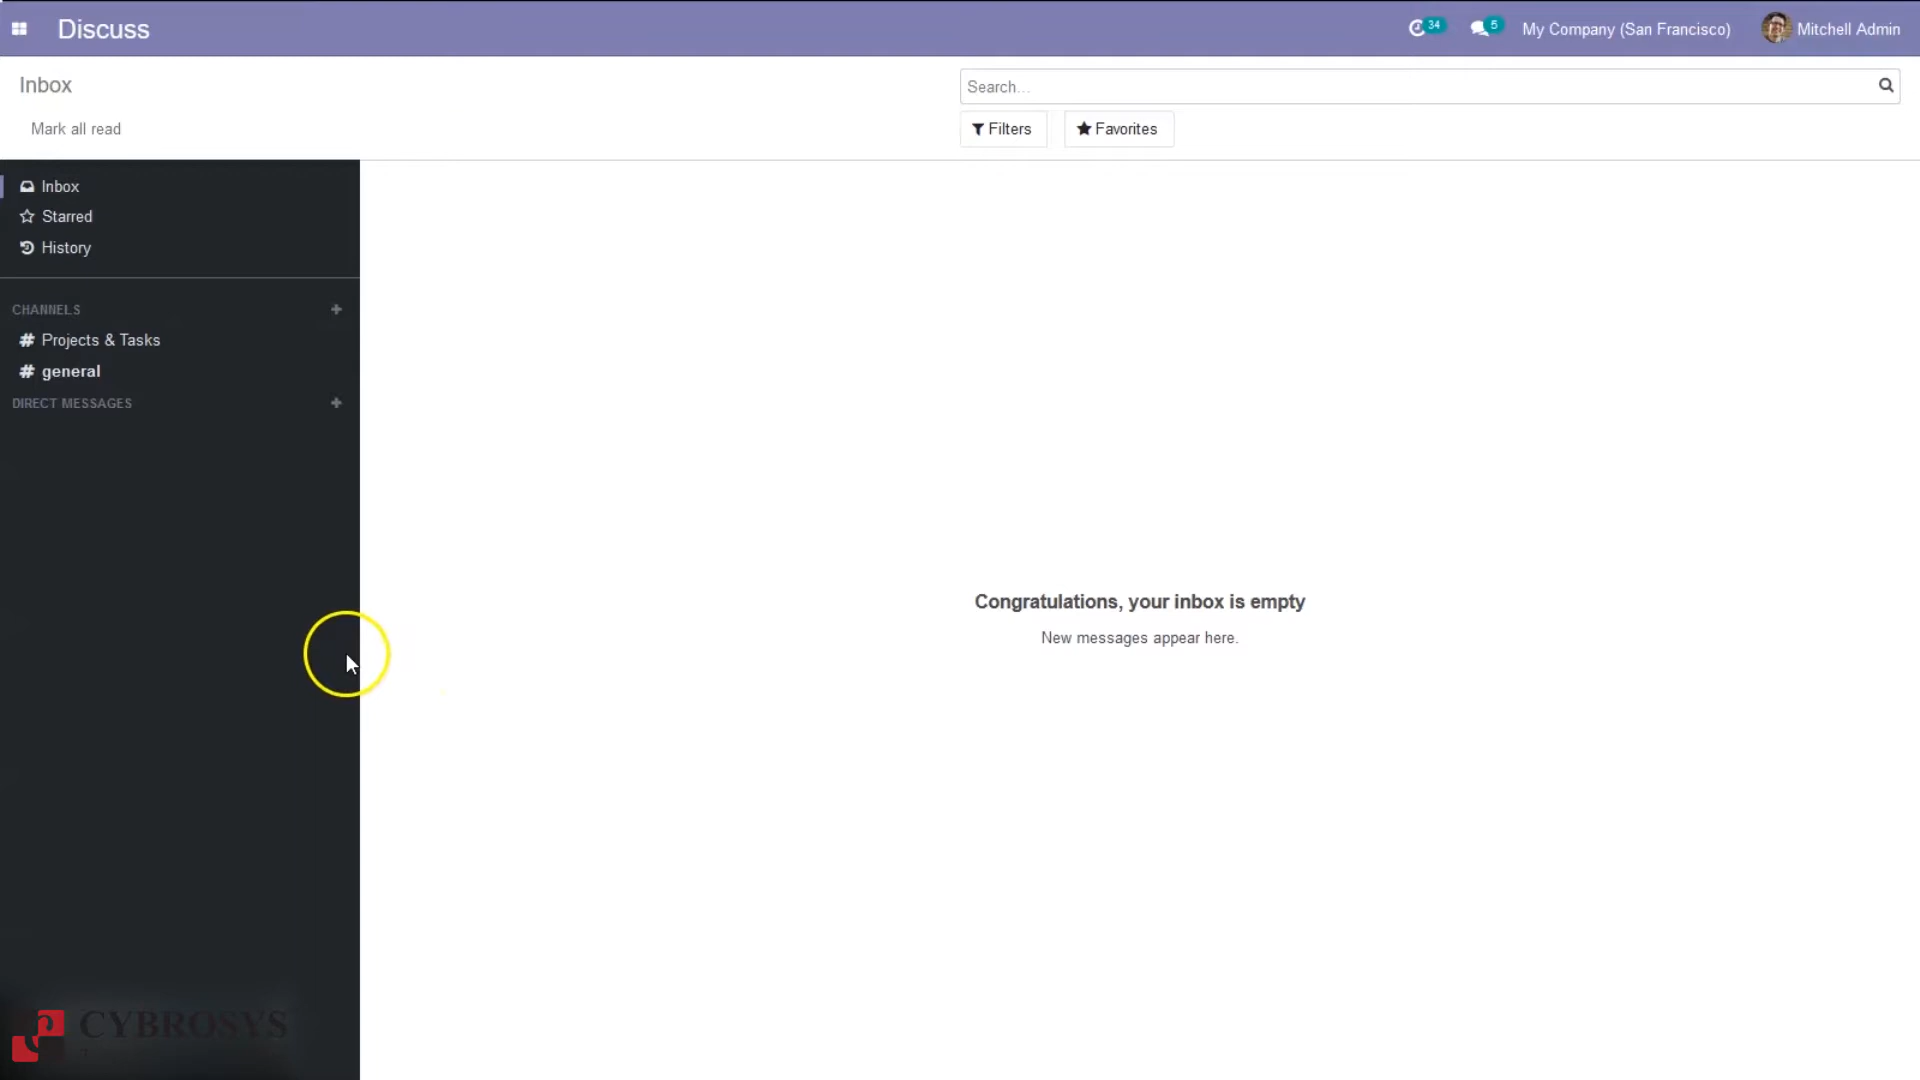 Discuss
34
5
My Company (San Francisco)
Mitchell Admin
Inbox
Search...
Mark all read
Filters
Favorites
Inbox
Starred
History
CHANNELS
Projects & Tasks
general
DIRECT MESSAGES
Congratulations, your inbox is empty
New messages appear here.
CYBROSYS